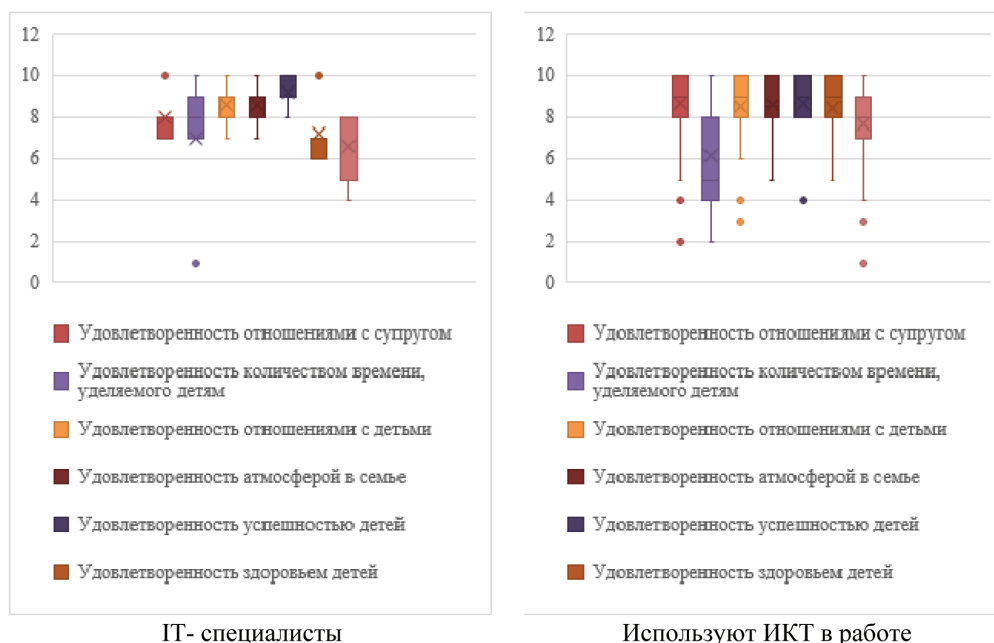 12
10
8
6
4
2
0
Удовлетворенность отношениями с супругом
Удовлетворенность количеством времени,
уделяемого детям
Удовлетворенность отношениями с детьми
Удовлетворенность атмосферой в семье
Удовлетворенность успешностью детей
Удовлетворенность здоровьем детей
IT- специалисты
12
10
8
6
4
2
0
Удовлетворенность отношениями с супругом
Удовлетворенность количеством времени,
уделяемого детям
Удовлетворенность отношениями с детьми
Удовлетворенность атмосферой в семье
Удовлетворенность успешностью детей
Удовлетворенность здоровьем детей
Используют ИКТ в работе